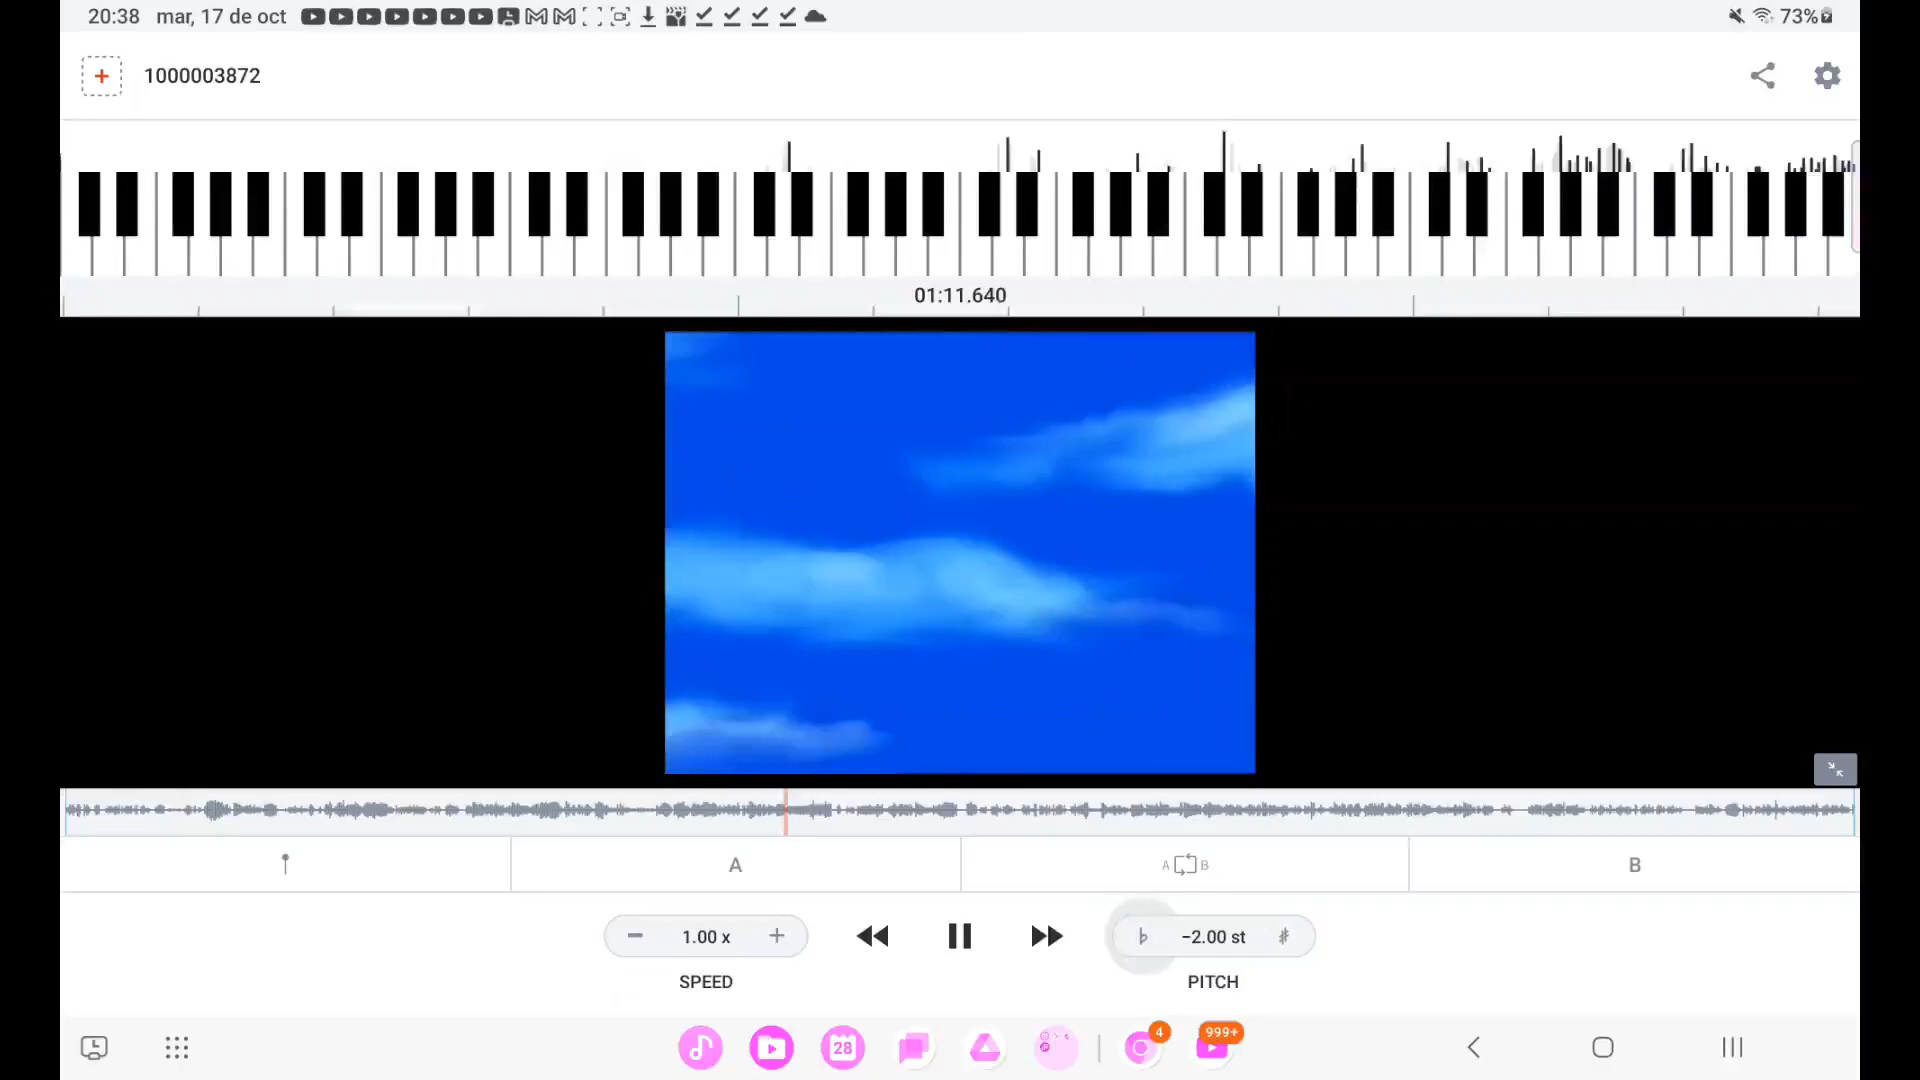 20:38 mar, 17 de oct
73%
1000003872
01:11.640
A
A B
B
1.00 x
−2.00 st
SPEED
PITCH
28
4
999+